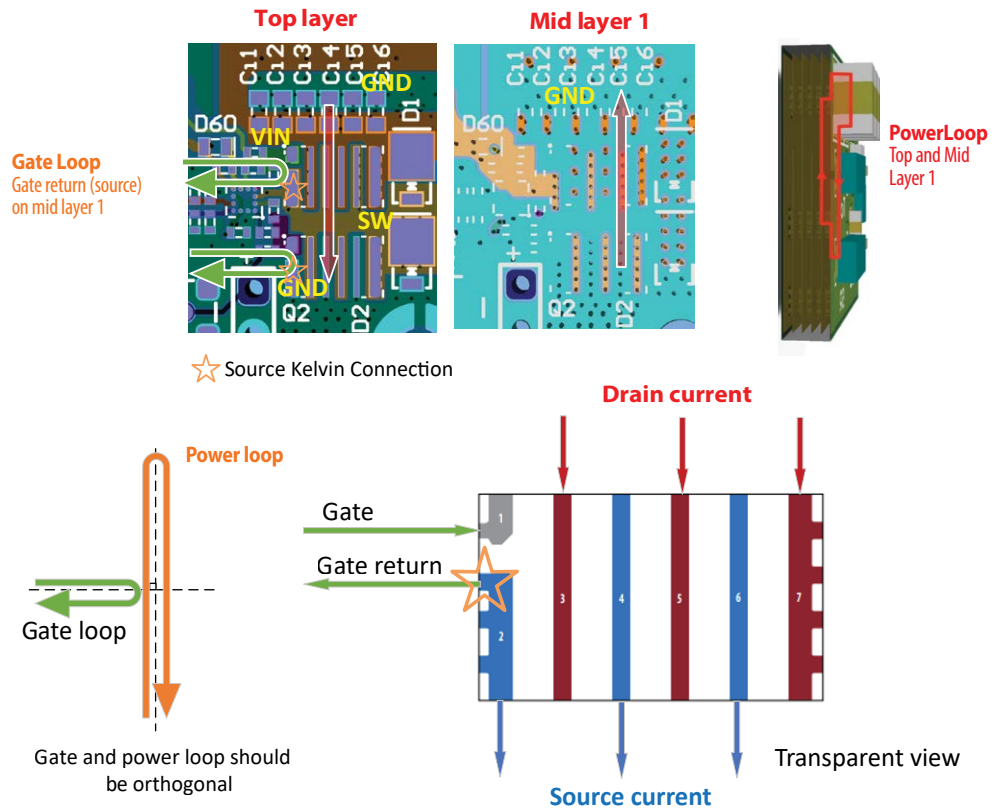 Top layer
Mid layer 1
C11
C12
C13
C14
C15
C16
GND
D60
VIN
D1
SW
GND
Q2
D2
C11
C12
C13
C14
C15
C16
GND
D60
D1
Q2
D2
PowerLoop
Top and Mid
Layer 1
Gate Loop
Gate return (source)
on mid layer 1
Source Kelvin Connection
Drain current
Power loop
Gate
Gate return
Gate loop
1
2
3
4
5
6
7
Gate and power loop should
be orthogonal
Transparent view
Source current